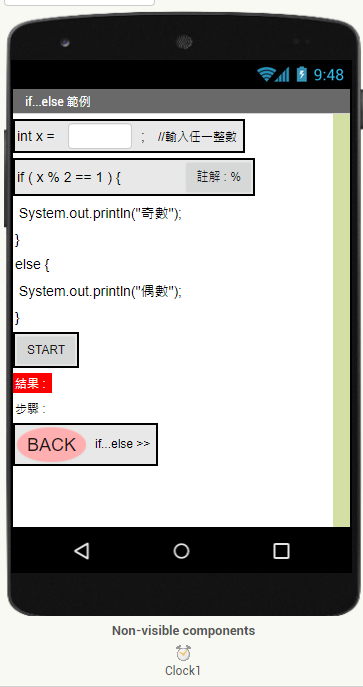 9:48
if...else 範例
int x = ; //輸入任一整數
if ( x % 2 == 1 ) { 註解 : %
System.out.println("奇數");
}
else {
System.out.println("偶數");
}
START
結果 :
步驟 :
BACK if...else >>
Non-visible components
Clock1